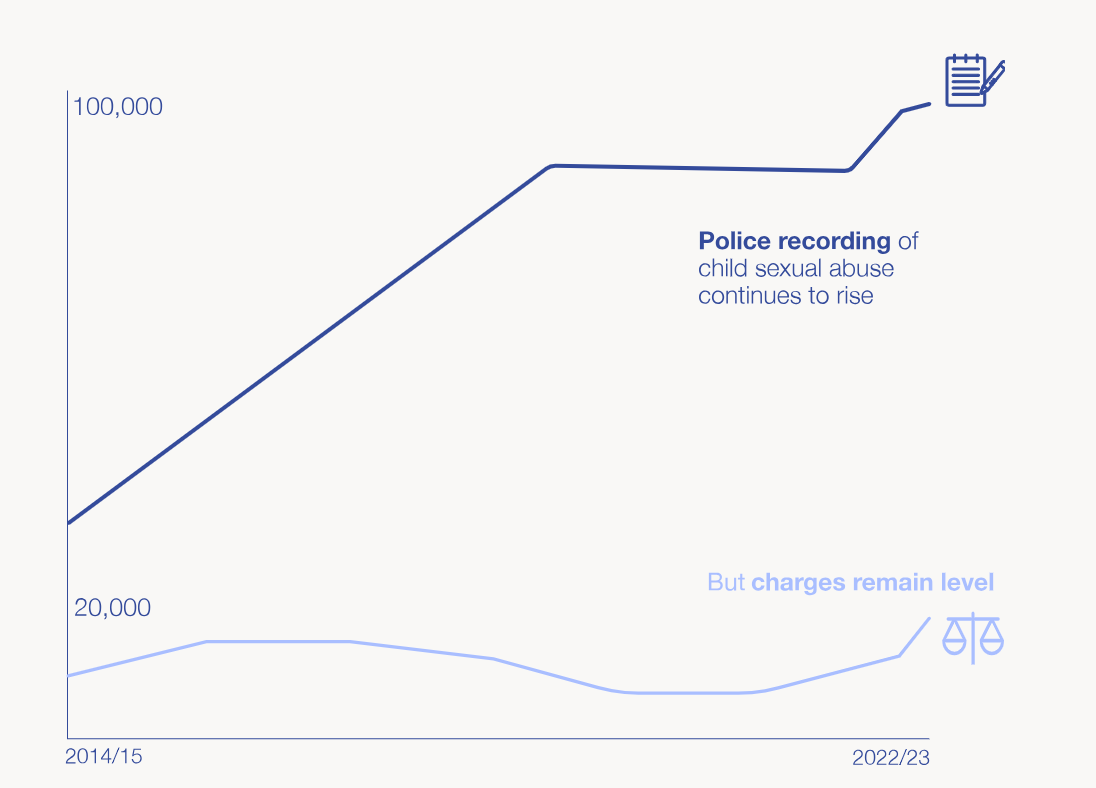 100,000
Police recording of
child sexual abuse
continues to rise
But charges remain level
20,000
2014/15
2022/23